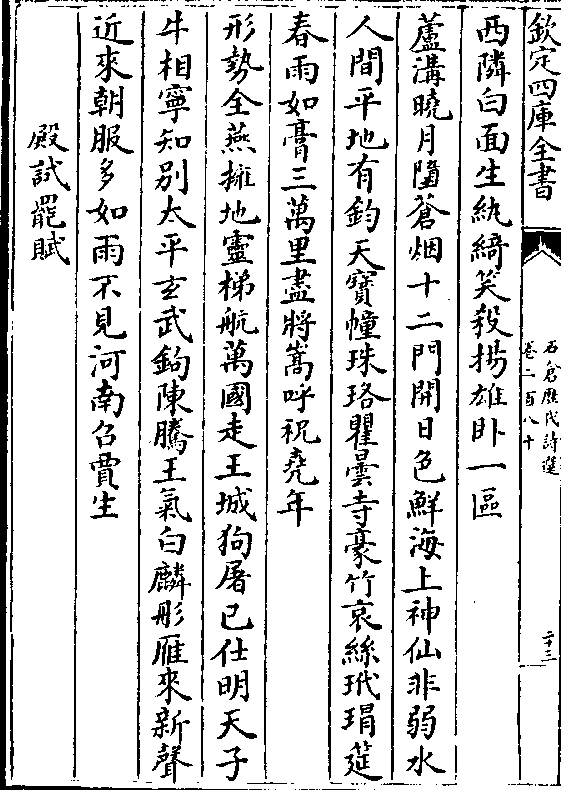 欽定四庫全書
石倉歷代詩選
卷二百八十
二十三
西隣白面生紈綺笑殺揚雄卧一區
蘆溝曉月墮蒼烟十二門開日色鮮海上神仙非弱水
人間平地有鈞天寳幢珠珞瞿曇寺豪竹哀絲玳瑁筵
春雨如膏三萬里盡將嵩呼祝堯年
形勢全燕擁地靈梯航萬國走王城狗屠已仕明天子
牛相寧知別太平玄武鉤陳騰王氣白麟彤雁來新聲
近來朝服多如雨不見河南召賈生
殿試罷賦